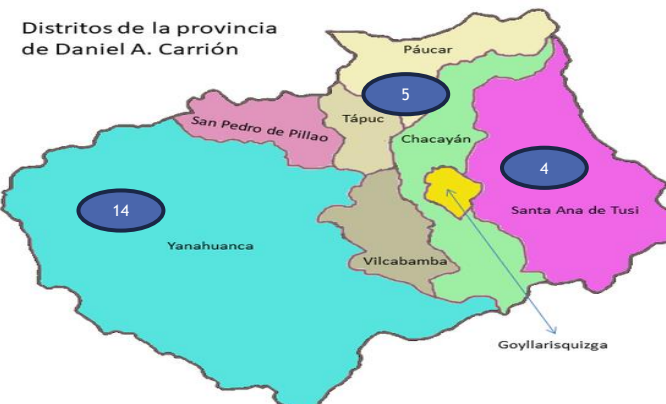 Distritos de la provincia
de Daniel A. Carrión
Páucar
5
Tápuc
San Pedro de Pillao
Chacayán
4
14
Santa Ana de Tusi
Yanahuanca
Vilcabamba
Goyllarisquizga